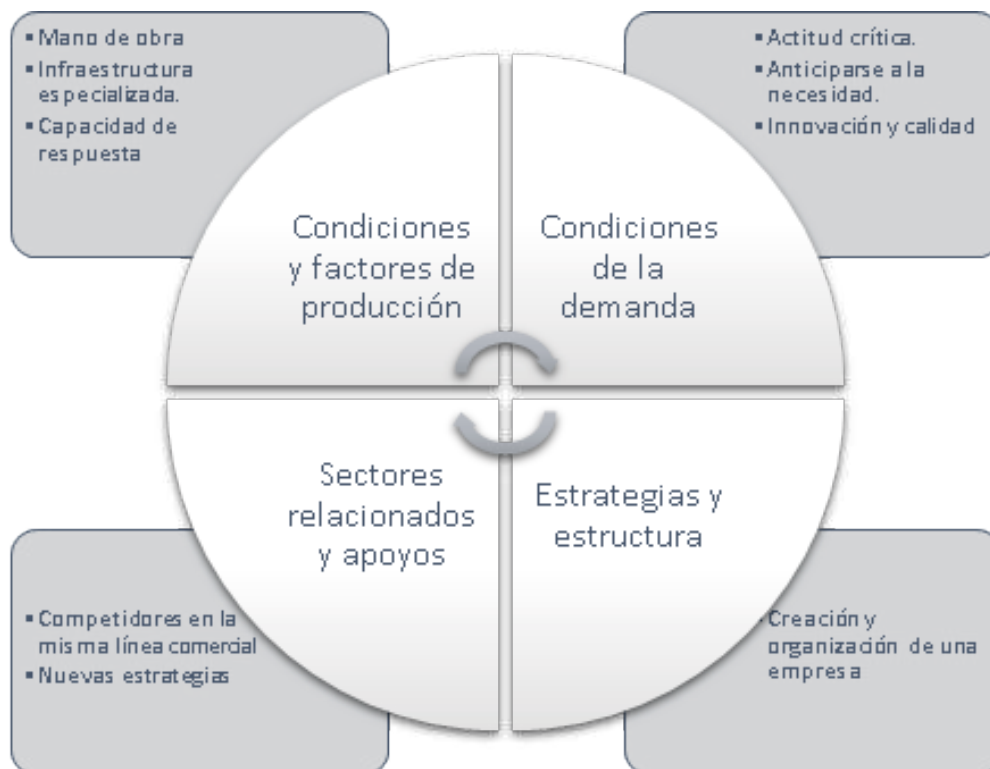 ▪ Mano de obra
▪ Infraestructura
especializada.
▪ Capacidad de
respuesta
▪ Actitud crítica.
▪ Anticiparse a la
necesidad.
▪ Innovación y calidad
Condiciones
y factores de
producción
Condiciones
de la
demanda
Sectores
relacionados
y apoyos
Estrategias y
estructura
▪ Competidores en la
misma línea comercial
▪ Nuevas estrategias
▪ Creación y
organización de una
empresa